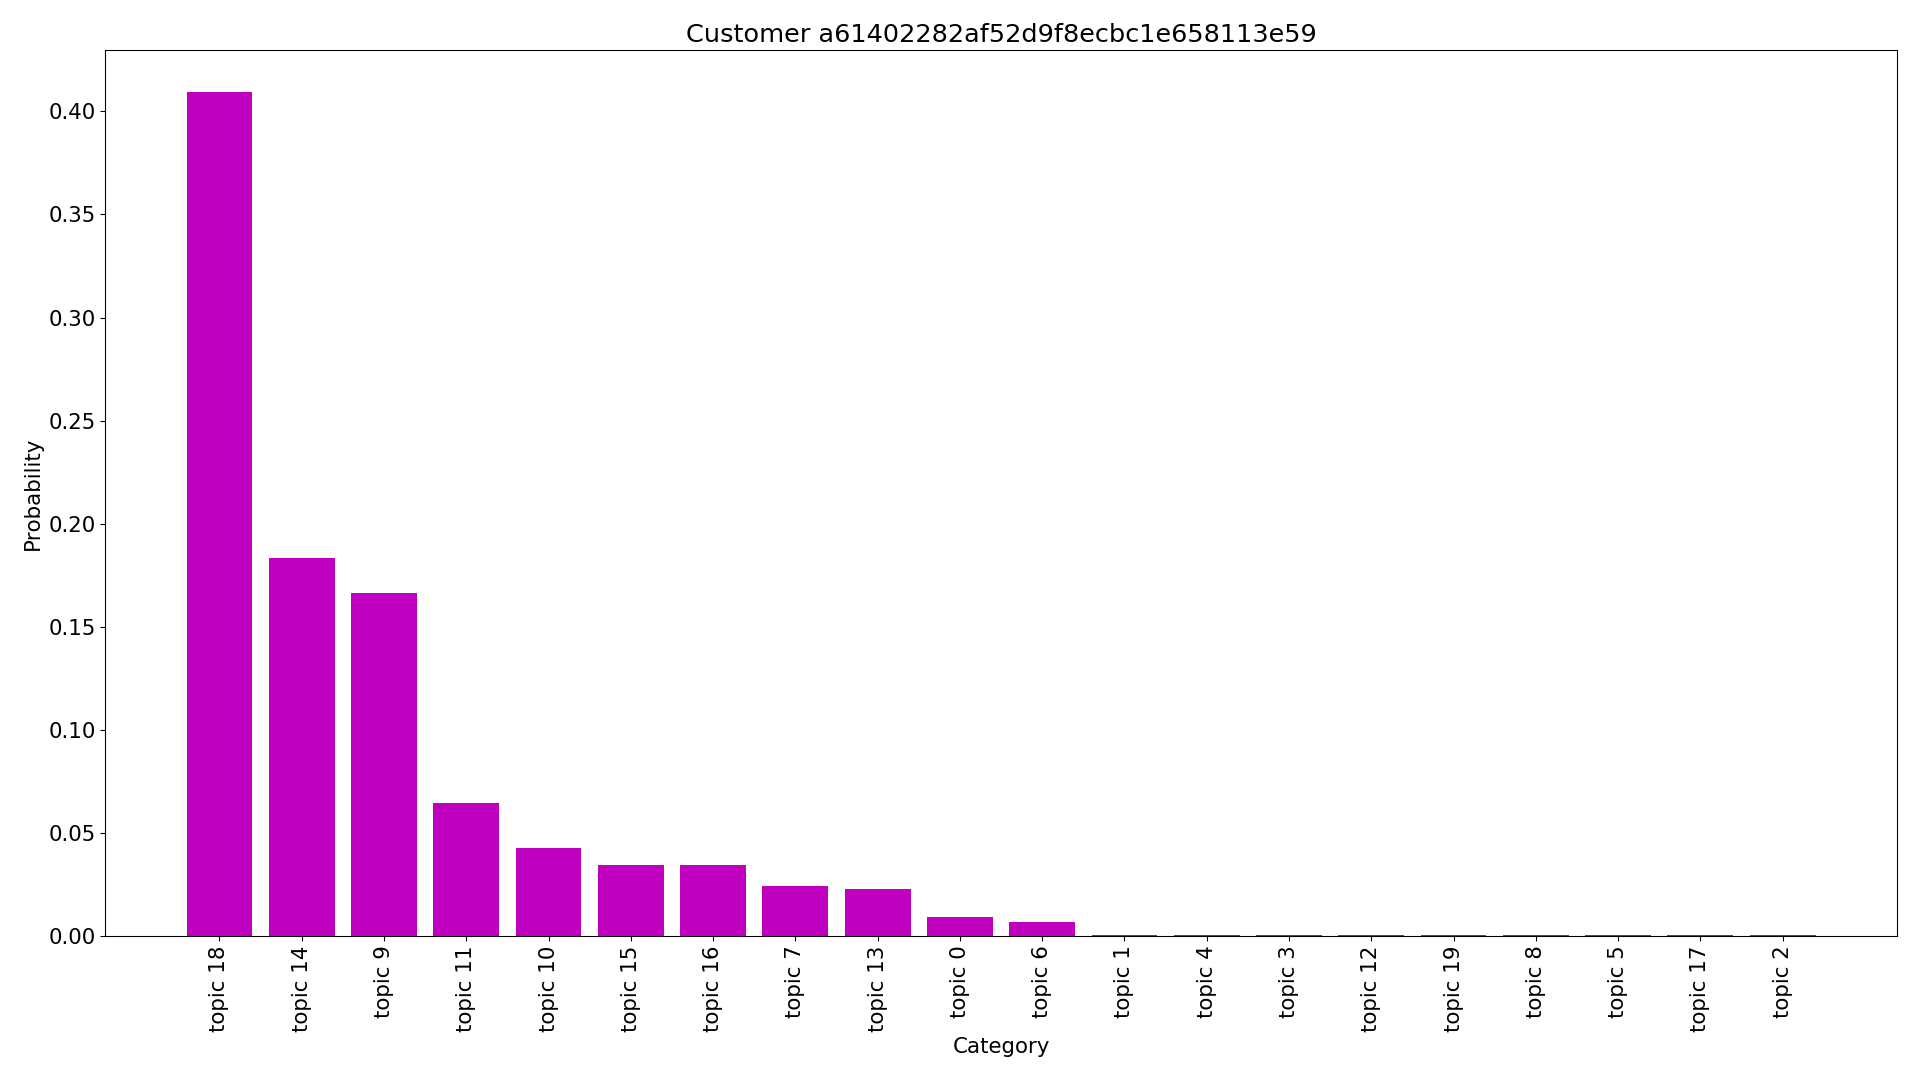 Customer a61402282af52d9f8ecbc1e658113e59
Probability
0.40
0.35
0.30
0.25
0.20
0.15
0.10
0.05
0.00
topic 18
topic 14
topic 9
topic 11
topic 10
topic 15
topic 16
topic 7
topic 13
topic 0
topic 6
topic 1
topic 4
topic 3
topic 12
topic 19
topic 8
topic 5
topic 17
topic 2
Category